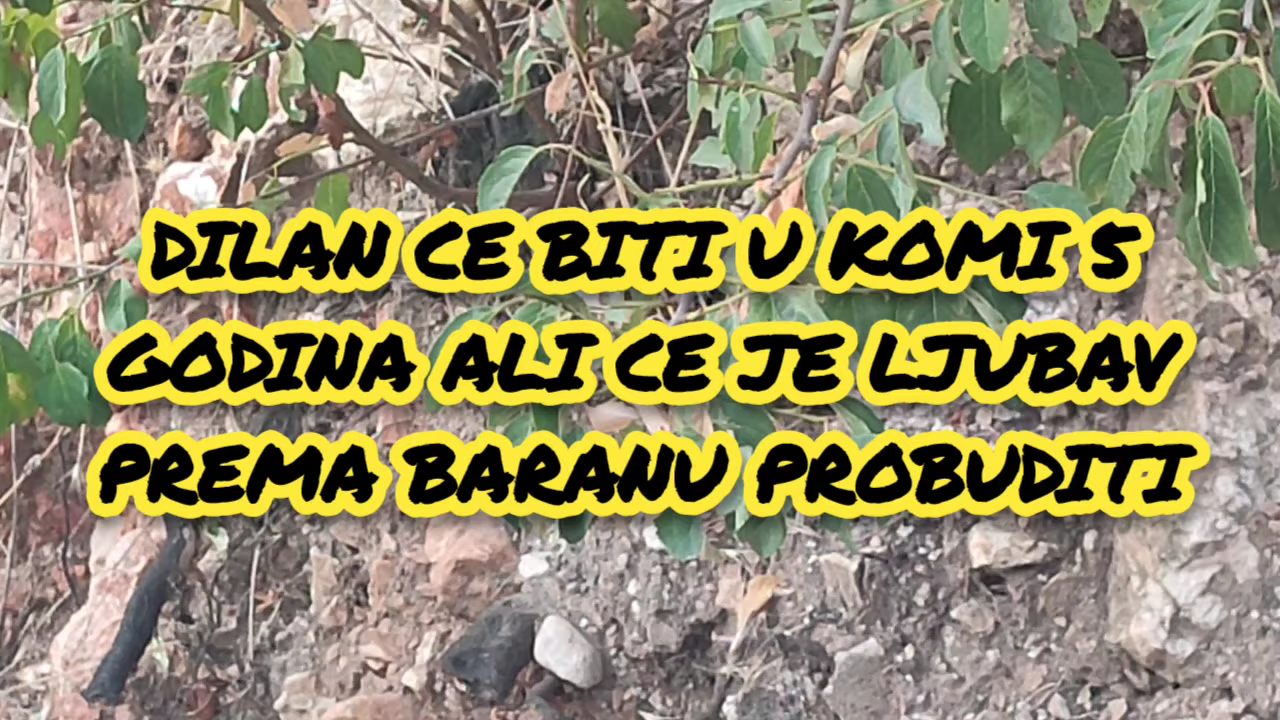 DILAN CE BITI U KOMI 5
GODINA ALI CE JE LJUBAV
PREMA BARANU PROBUDITI